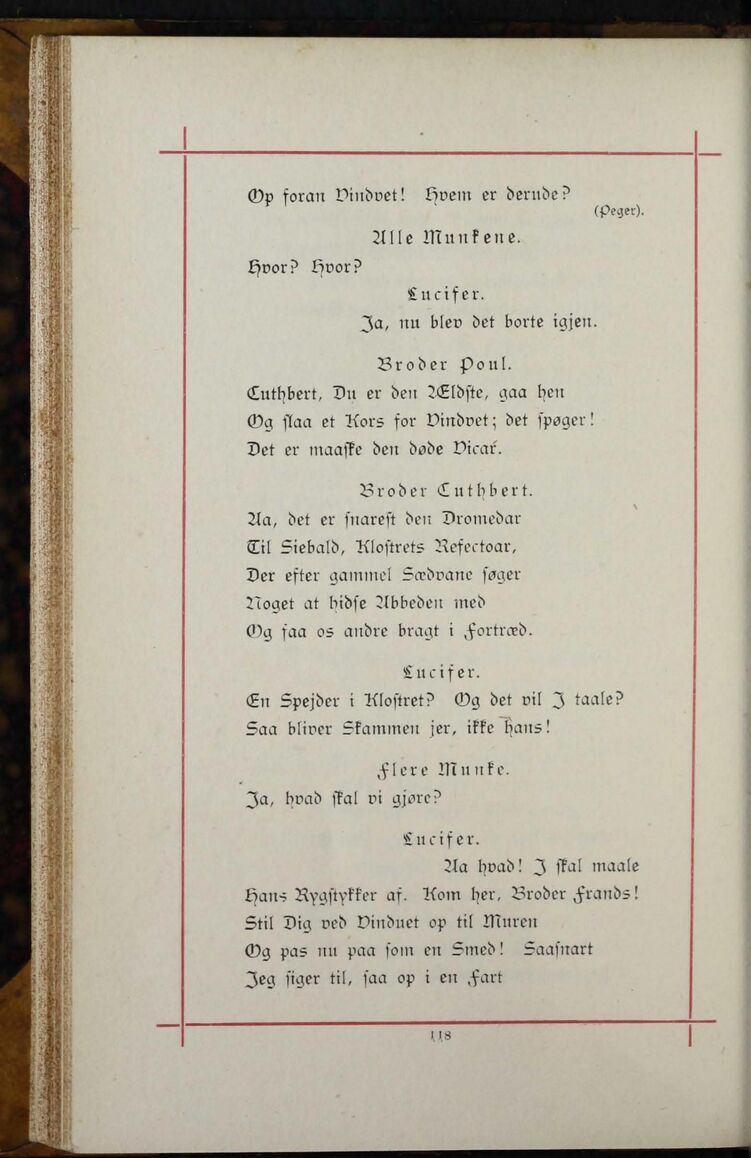 Op foran Vinduet! Hvem er derude?
(Peger).
Alle Munkene.
Hvor? Hvor?
Lucifer.
Ja, nu blev det borte igjen.
Broder Poul.
Cuthbert, Du er den Ældste, gaa hen
Og slaa et Kors for Vinduet; det spøger!
Det er maaske den døde Vicar.
Broder Cuthbert.
Aa, det er snarest den Dromedar
Til Siebald, Klostrets Refectoar,
Der efter gammel Sædvane søger
Noget at hidse Abbeden med
Og saa os andre bragt i Fortræd.
Lucifer.
En Spejder i Klostret? Og det vil I taale?
Saa bliver Skammen jer, ikke hans!
Flere Munke.
Ja, hvad skal vi gjøre?
Lucifer.
Aa hvad! I skal maale
Hans Rygstykker af. Kom her, Broder Frands!
Stil Dig ved Vinduet op til Muren
Og pas nu paa som en Smed! Saasnart
Jeg siger til, saa op i en Fart
118